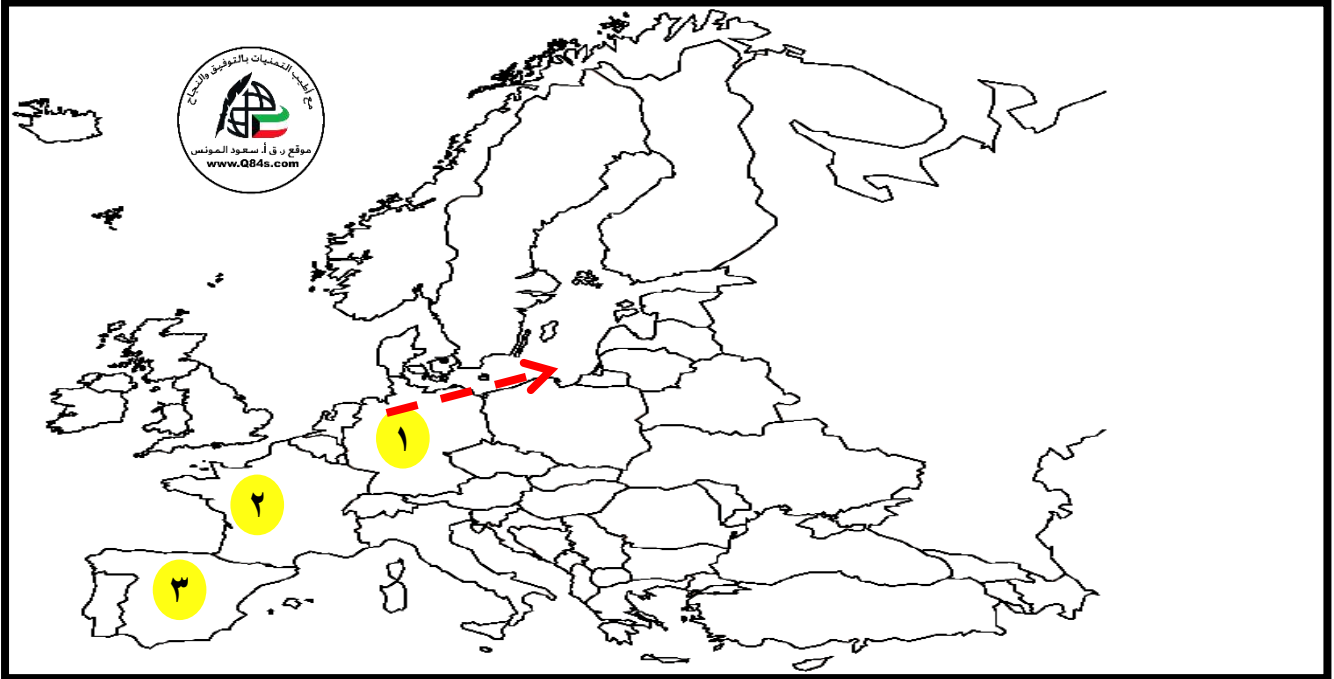 مع أطيب التمنيات بالتوفيق والنجاح
موقع ر. ق أ. سعود المونس
www.Q84s.com
١
٢
٣